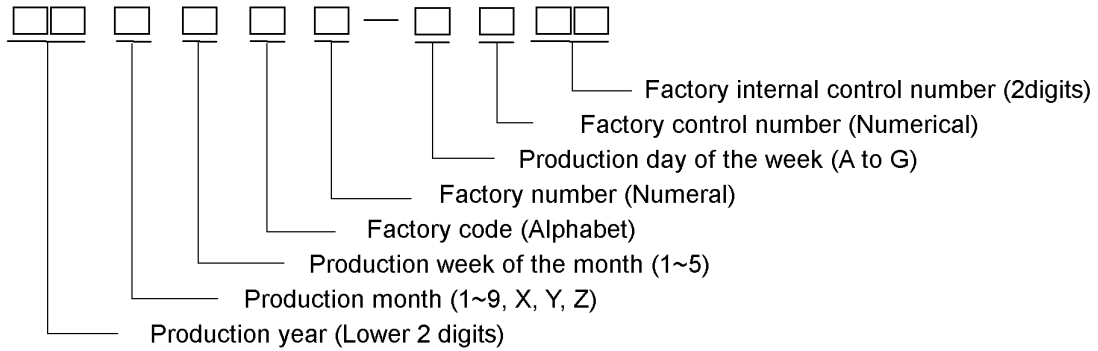 Factory internal control number (2digits)
Factory control number (Numerical)
Production day of the week (A to G)
Factory number (Numeral)
Factory code (Alphabet)
Production week of the month (1~5)
Production month (1~9, X, Y, Z)
Production year (Lower 2 digits)